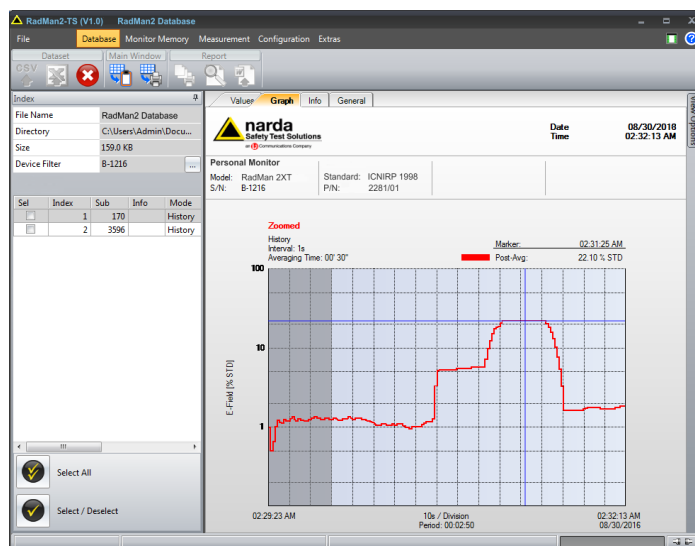 RadMan2-TS (V1.0) RadMan2 Database
File Database Monitor Memory Measurement Configuration Extras
Dataset Main Window Report
CSV
Index
File Name RadMan2 Database
Directory C:\Users\Admin\Docu...
Size 159.0 KB
Device Filter B-1216 ...
Sel Index Sub Info Mode
1 170 History
2 3596 History
Select All
Select / Deselect
Values Graph Info General
View Options
narda
Safety Test Solutions
an L3 Communications Company
Date 08/30/2016
Time 02:32:13 AM
Personal Monitor
Model: RadMan 2XT Standard: ICNIRP 1998
S/N: B-1216 P/N: 2281/01
Zoomed
History
Interval: 1s
Averaging Time: 00' 30"
Marker: 02:31:25 AM
Post-Avg: 22.10 % STD
100
10
1
E-Field [% STD]
02:29:23 AM 10s / Division 02:32:13 AM
Period: 00:02:50 08/30/2016